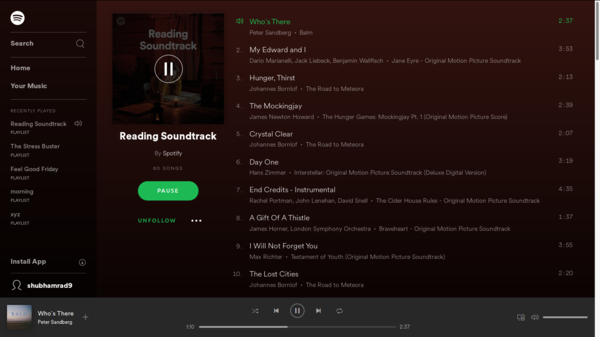 Search
Home
Your Music
RECENTLY PLAYED
Reading Soundtrack
PLAYLIST
The Stress Buster
PLAYLIST
Feel Good Friday
PLAYLIST
morning
PLAYLIST
xyz
PLAYLIST
Install App
shubhamrad9
Reading
Soundtrack
Reading Soundtrack
By Spotify
60 SONGS
PAUSE
UNFOLLOW
Who's There 2:37
Peter Sandberg • Balm
2. My Edward and I 3:53
Dario Marianelli, Jack Liebeck, Benjamin Wallfisch • Jane Eyre - Original Motion Picture Soundtrack
3. Hunger, Thirst 2:13
Johannes Bornlof • The Road to Meteora
4. The Mockingjay 2:39
James Newton Howard • The Hunger Games: Mockingjay Pt. 1 (Original Motion Picture Score)
5. Crystal Clear 2:07
Johannes Bornlof • The Road to Meteora
6. Day One 3:19
Hans Zimmer • Interstellar: Original Motion Picture Soundtrack (Deluxe Digital Version)
7. End Credits - Instrumental 4:35
Rachel Portman, John Lenehan, David Snell • The Cider House Rules - Original Motion Picture Soundtrack
8. A Gift Of A Thistle 1:37
James Horner, London Symphony Orchestra • Braveheart - Original Motion Picture Soundtrack
9. I Will Not Forget You 3:55
Max Richter • Testament of Youth (Original Motion Picture Soundtrack)
10. The Lost Cities 2:20
Johannes Bornlof • The Road to Meteora
Who's There
Peter Sandberg
1:10 2:37